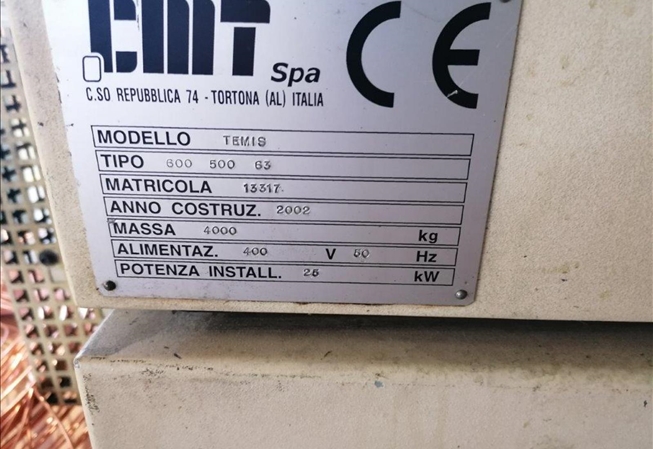 CMT Spa
C.SO REPUBBLICA 74 - TORTONA (AL) ITALIA
CE
MODELLO TEMIS
TIPO 600 500 63
MATRICOLA 13317
ANNO COSTRUZ. 2002
MASSA 4000 kg
ALIMENTAZ. 400 V 50 Hz
POTENZA INSTALL. 25 kW